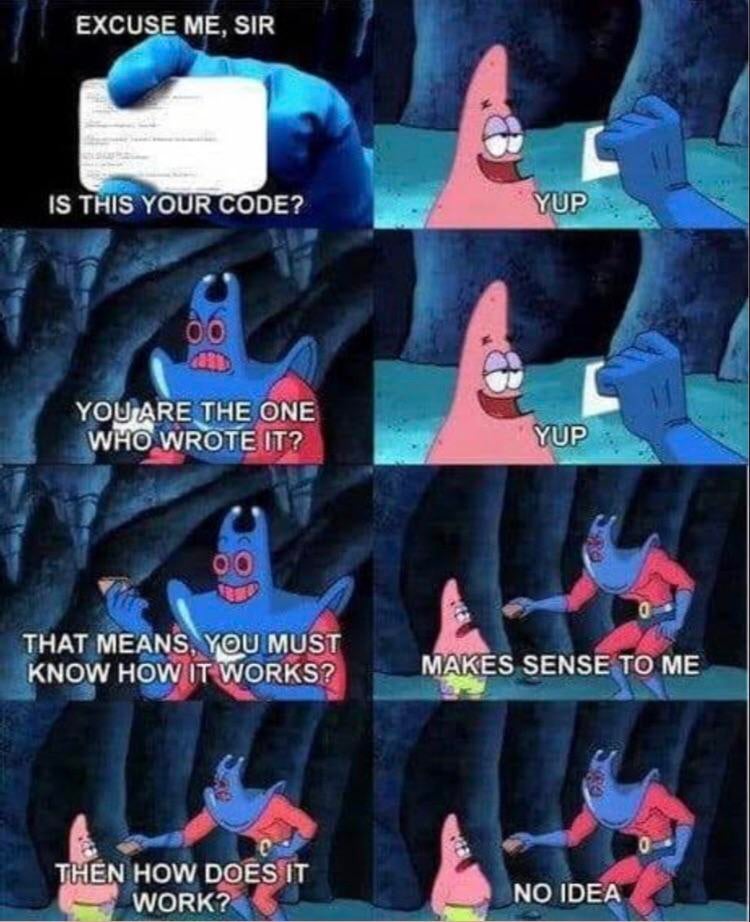 EXCUSE ME, SIR
IS THIS YOUR CODE?
YUP
YOU ARE THE ONE
WHO WROTE IT?
YUP
THAT MEANS, YOU MUST
KNOW HOW IT WORKS?
MAKES SENSE TO ME
THEN HOW DOES IT
WORK?
NO IDEA